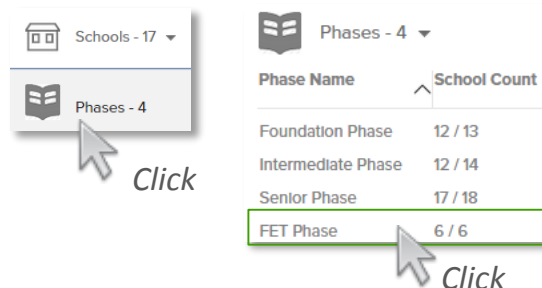 Schools - 17
Phases - 4
Click
Phases - 4
Phase Name School Count
Foundation Phase 12 / 13
Intermediate Phase 12 / 14
Senior Phase 17 / 18
FET Phase 6 / 6
Click